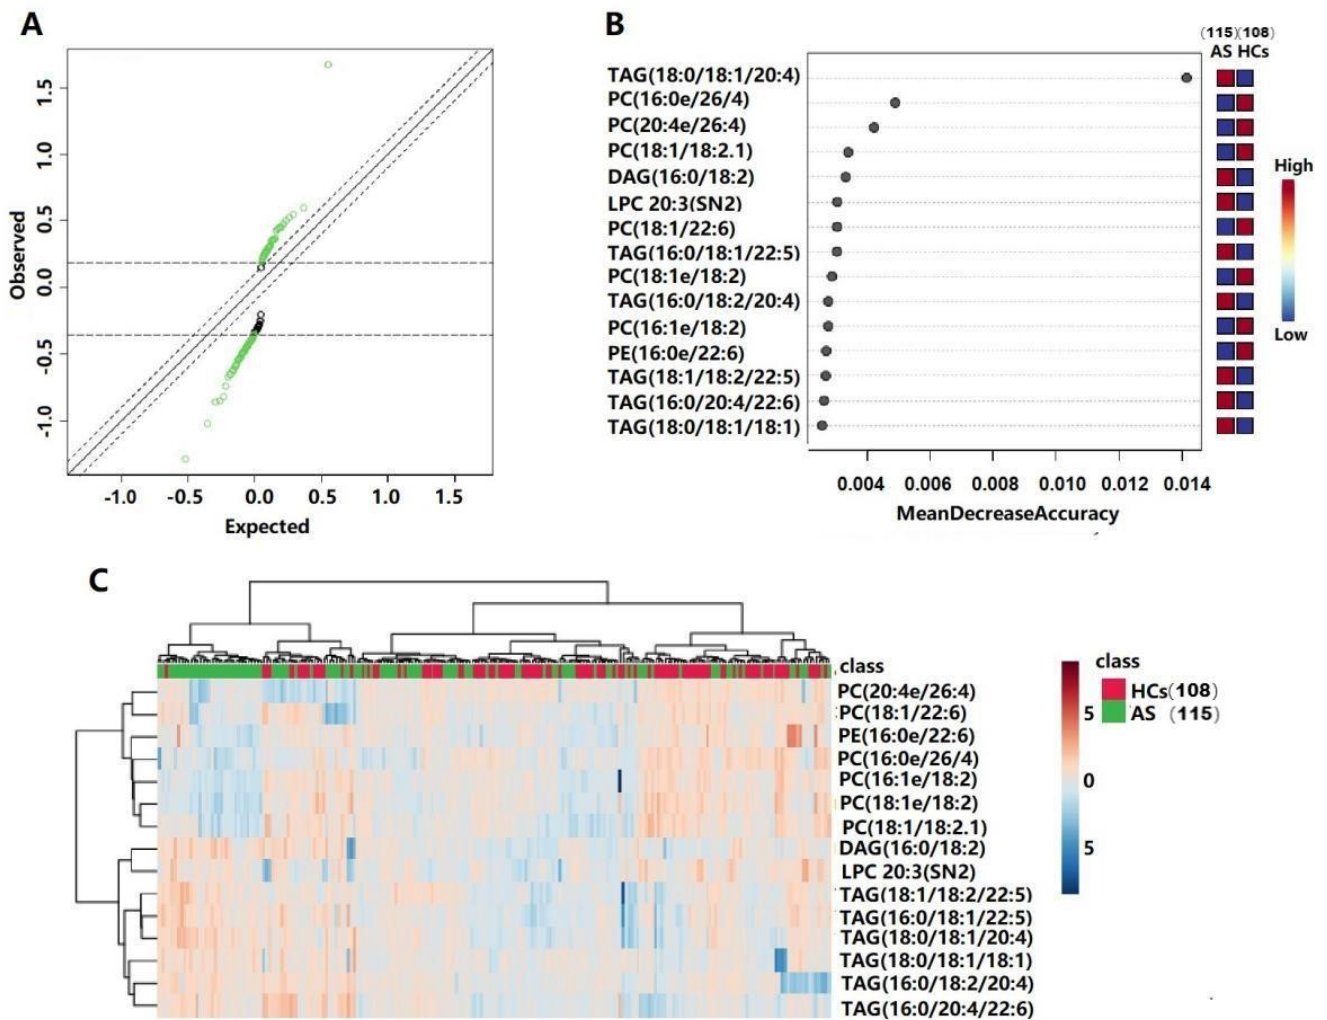 A
1.5
1.0
0.5
0.0
-0.5
-1.0
Observed
-1.0 -0.5 0.0 0.5 1.0 1.5
Expected
B
(115)(108)
AS HCs
TAG(18:0/18:1/20:4)
PC(16:0e/26/4)
PC(20:4e/26:4)
PC(18:1/18:2.1)
DAG(16:0/18:2)
LPC 20:3(SN2)
PC(18:1/22:6)
TAG(16:0/18:1/22:5)
PC(18:1e/18:2)
TAG(16:0/18:2/20:4)
PC(16:1e/18:2)
PE(16:0e/22:6)
TAG(18:1/18:2/22:5)
TAG(16:0/20:4/22:6)
TAG(18:0/18:1/18:1)
High
Low
0.004 0.006 0.008 0.010 0.012 0.014
MeanDecreaseAccuracy
C
class
PC(20:4e/26:4)
PC(18:1/22:6)
PE(16:0e/22:6)
PC(16:0e/26/4)
PC(16:1e/18:2)
PC(18:1e/18:2)
PC(18:1/18:2.1)
DAG(16:0/18:2)
LPC 20:3(SN2)
TAG(18:1/18:2/22:5)
TAG(16:0/18:1/22:5)
TAG(18:0/18:1/20:4)
TAG(18:0/18:1/18:1)
TAG(16:0/18:2/20:4)
TAG(16:0/20:4/22:6)
5
0
5
class
HCs(108)
AS (115)